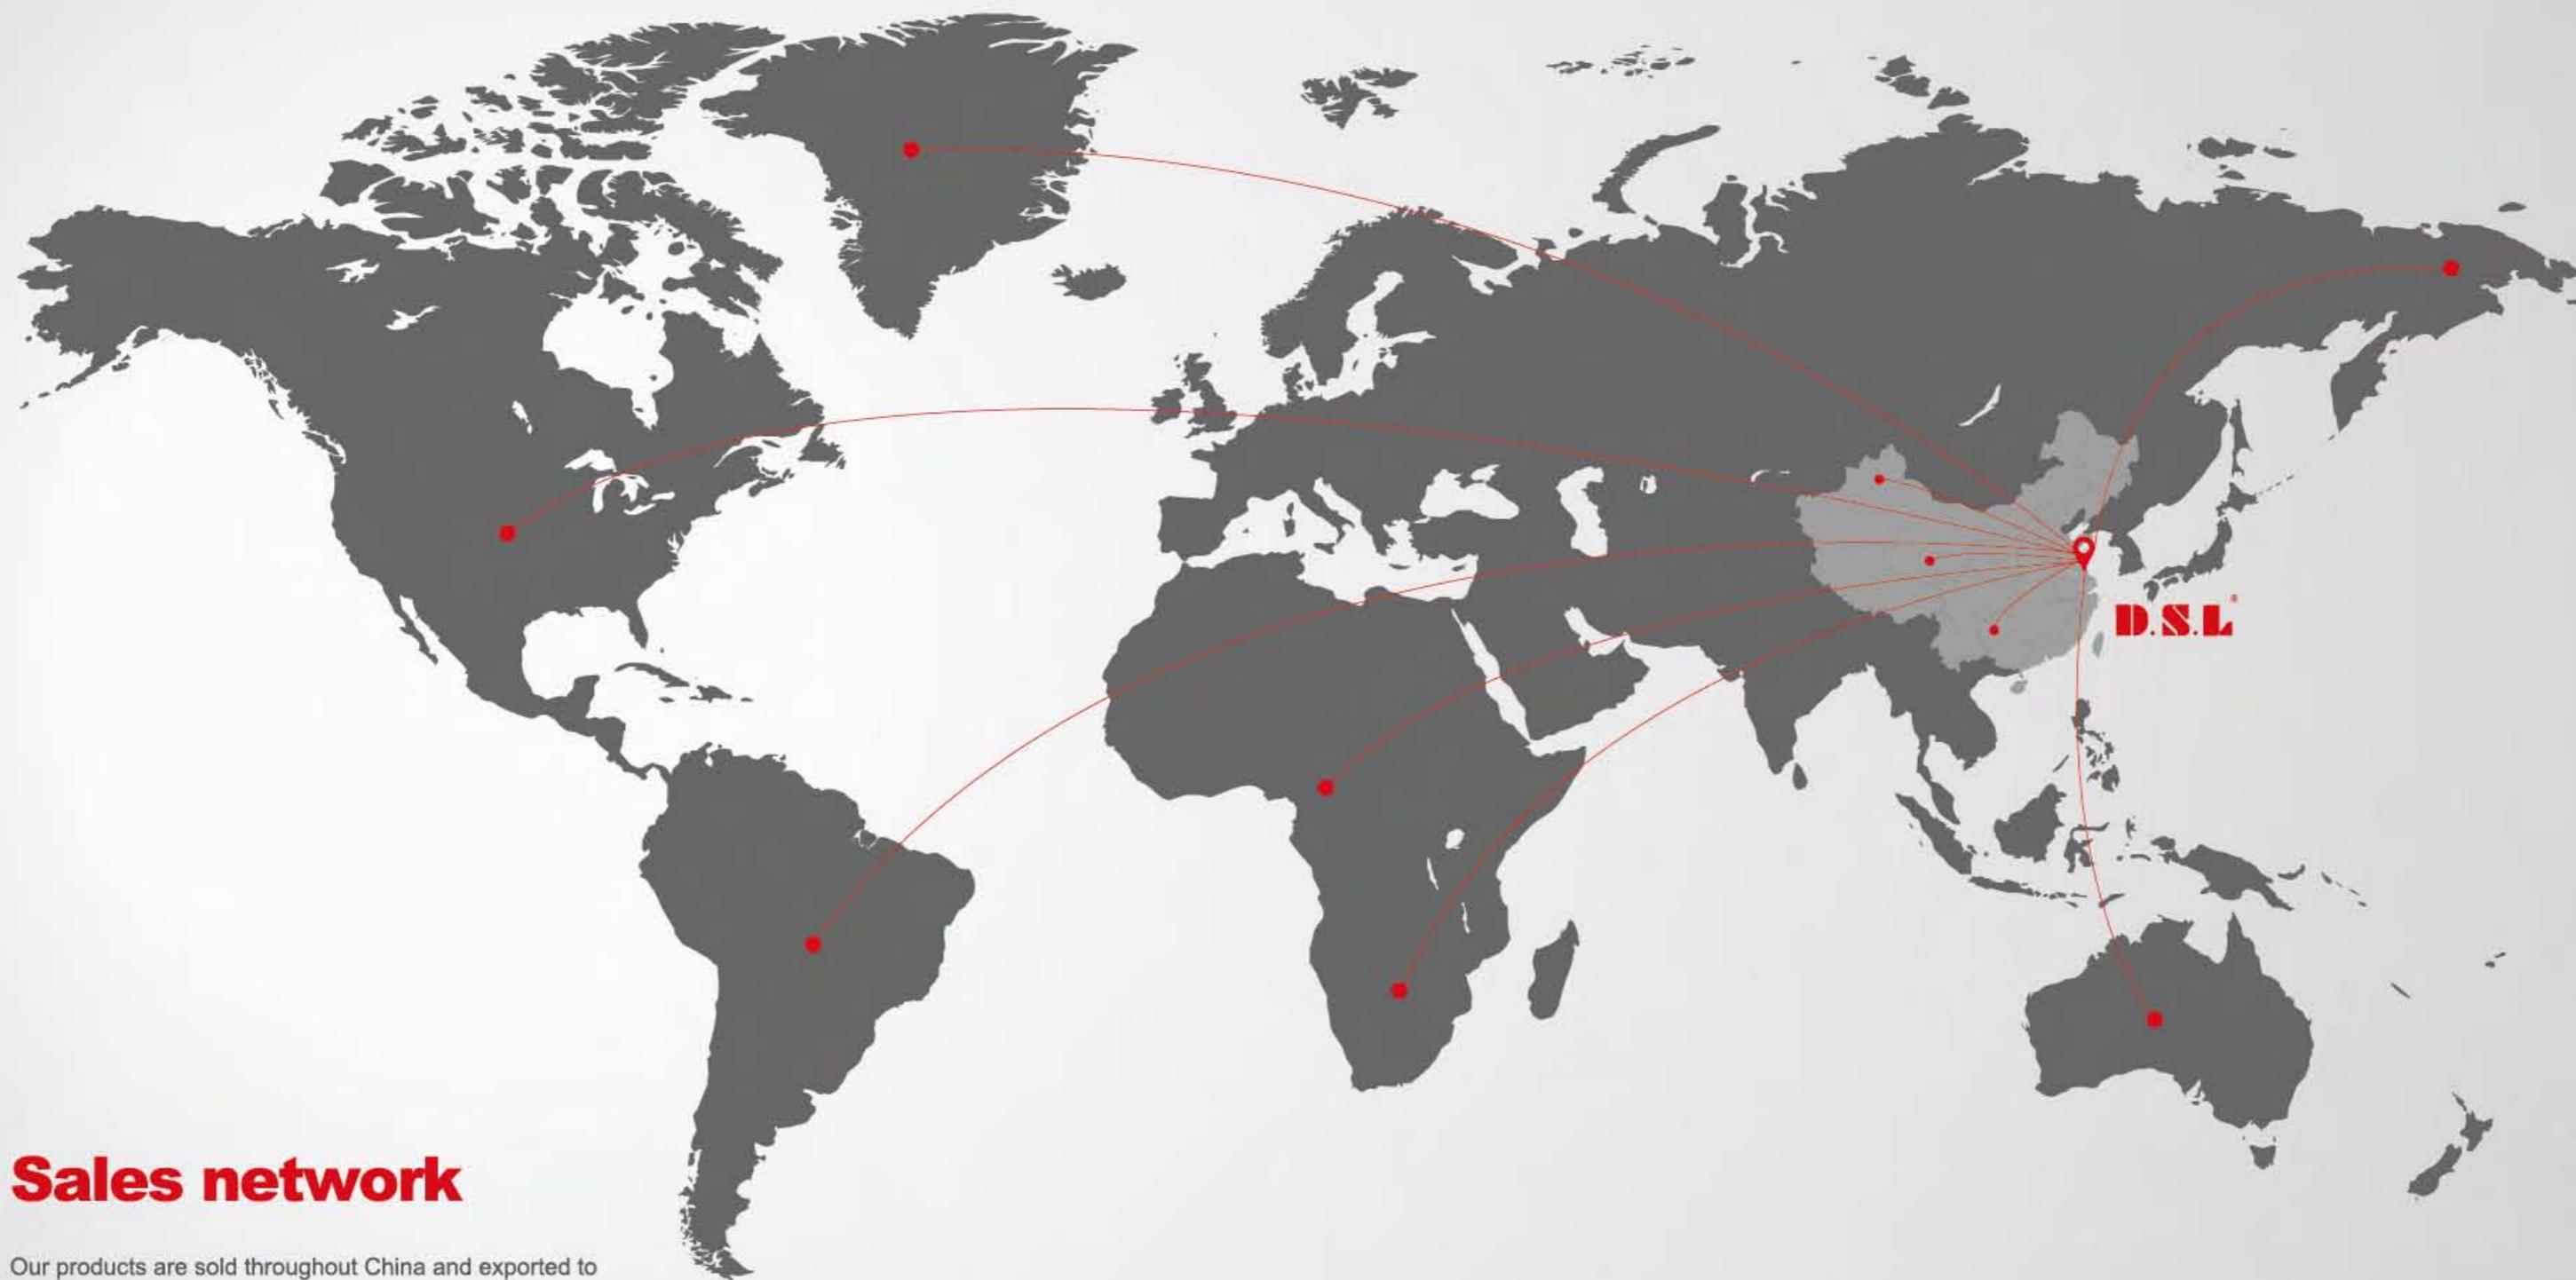 D.S.L®
Sales network
Our products are sold throughout China and exported to